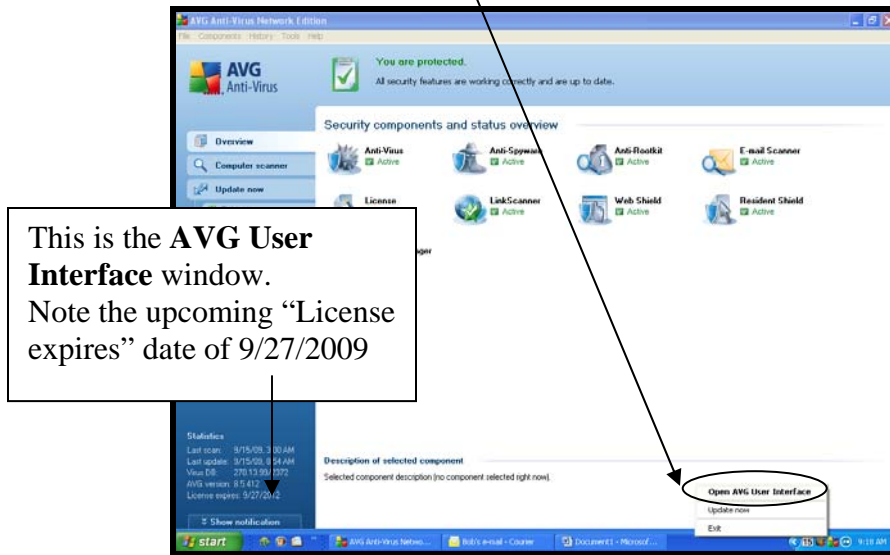 AVG Anti-Virus Network Edition
File Components History Tools Help
AVG
Anti-Virus
You are protected.
All security features are working correctly and are up to date.
Security components and status overview
Overview
Computer scanner
Update now
Anti-Virus
Active
Anti-Spyware
Active
Anti-Rootkit
Active
E-mail Scanner
Active
License
LinkScanner
Active
Web Shield
Active
Resident Shield
Active
This is the AVG User
Interface window.
Note the upcoming “License
expires” date of 9/27/2009
Statistics
Last scan: 9/15/09, 3:00 AM
Last update: 9/15/09, 8:54 AM
Virus DB:
AVG version: 8.5.412
License expires:
Show notification
Description of selected component
Selected component description (no component selected right now).
Open AVG User Interface
Update now
Exit
start
AVG Anti-Virus Netwo...
Bob's e-mail - Courier
Document1 - Microsof...
9:18 AM